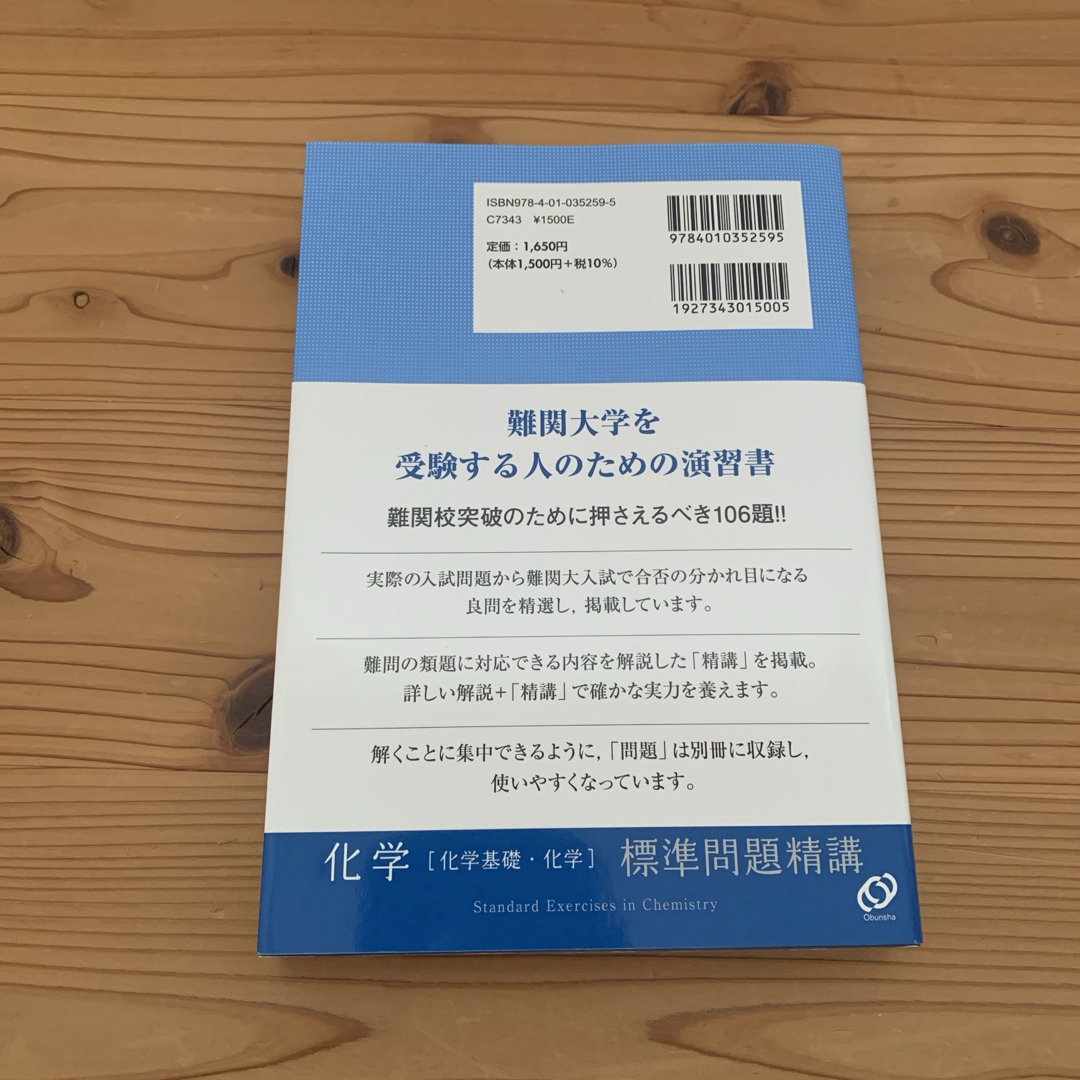 ISBN978-4-01-035259-5
C7343 ¥1500E
定価：1,650円
（本体1,500円＋税10%）
9784010352595
1927343015005
難関大学を
受験する人のための演習書
難関校突破のために押さえるべき106題!!
実際の入試問題から難関大入試で合否の分かれ目になる
良問を精選し，掲載しています。
難問の類題に対応できる内容を解説した「精講」を掲載。
詳しい解説＋「精講」で確かな実力を養えます。
解くことに集中できるように，「問題」は別冊に収録し，
使いやすくなっています。
化学［化学基礎・化学］ 標準問題精講
Standard Exercises in Chemistry
Obunsha